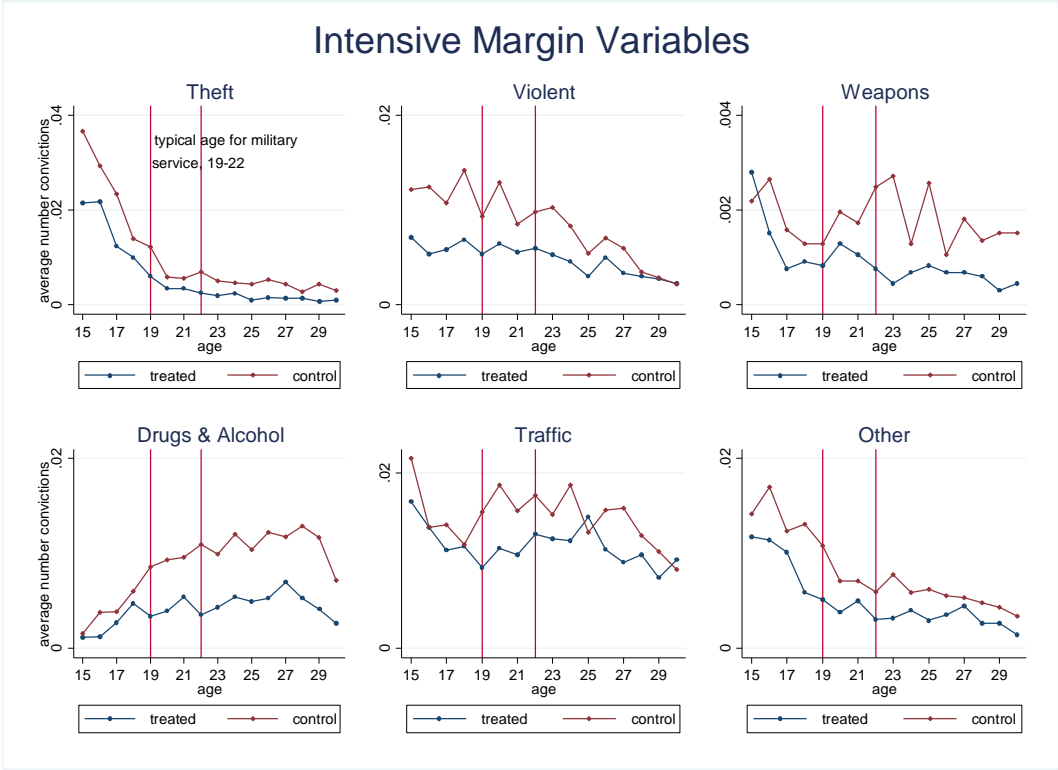 Intensive Margin Variables
Theft
average number convictions
0
.02
.04
typical age for military
service, 19-22
15 17 19 21 23 25 27 29
age
treated control
Violent
0
.02
15 17 19 21 23 25 27 29
age
treated control
Weapons
0
.002
.004
15 17 19 21 23 25 27 29
age
treated control
Drugs & Alcohol
average number convictions
0
.02
15 17 19 21 23 25 27 29
age
treated control
Traffic
0
.02
15 17 19 21 23 25 27 29
age
treated control
Other
0
.02
15 17 19 21 23 25 27 29
age
treated control